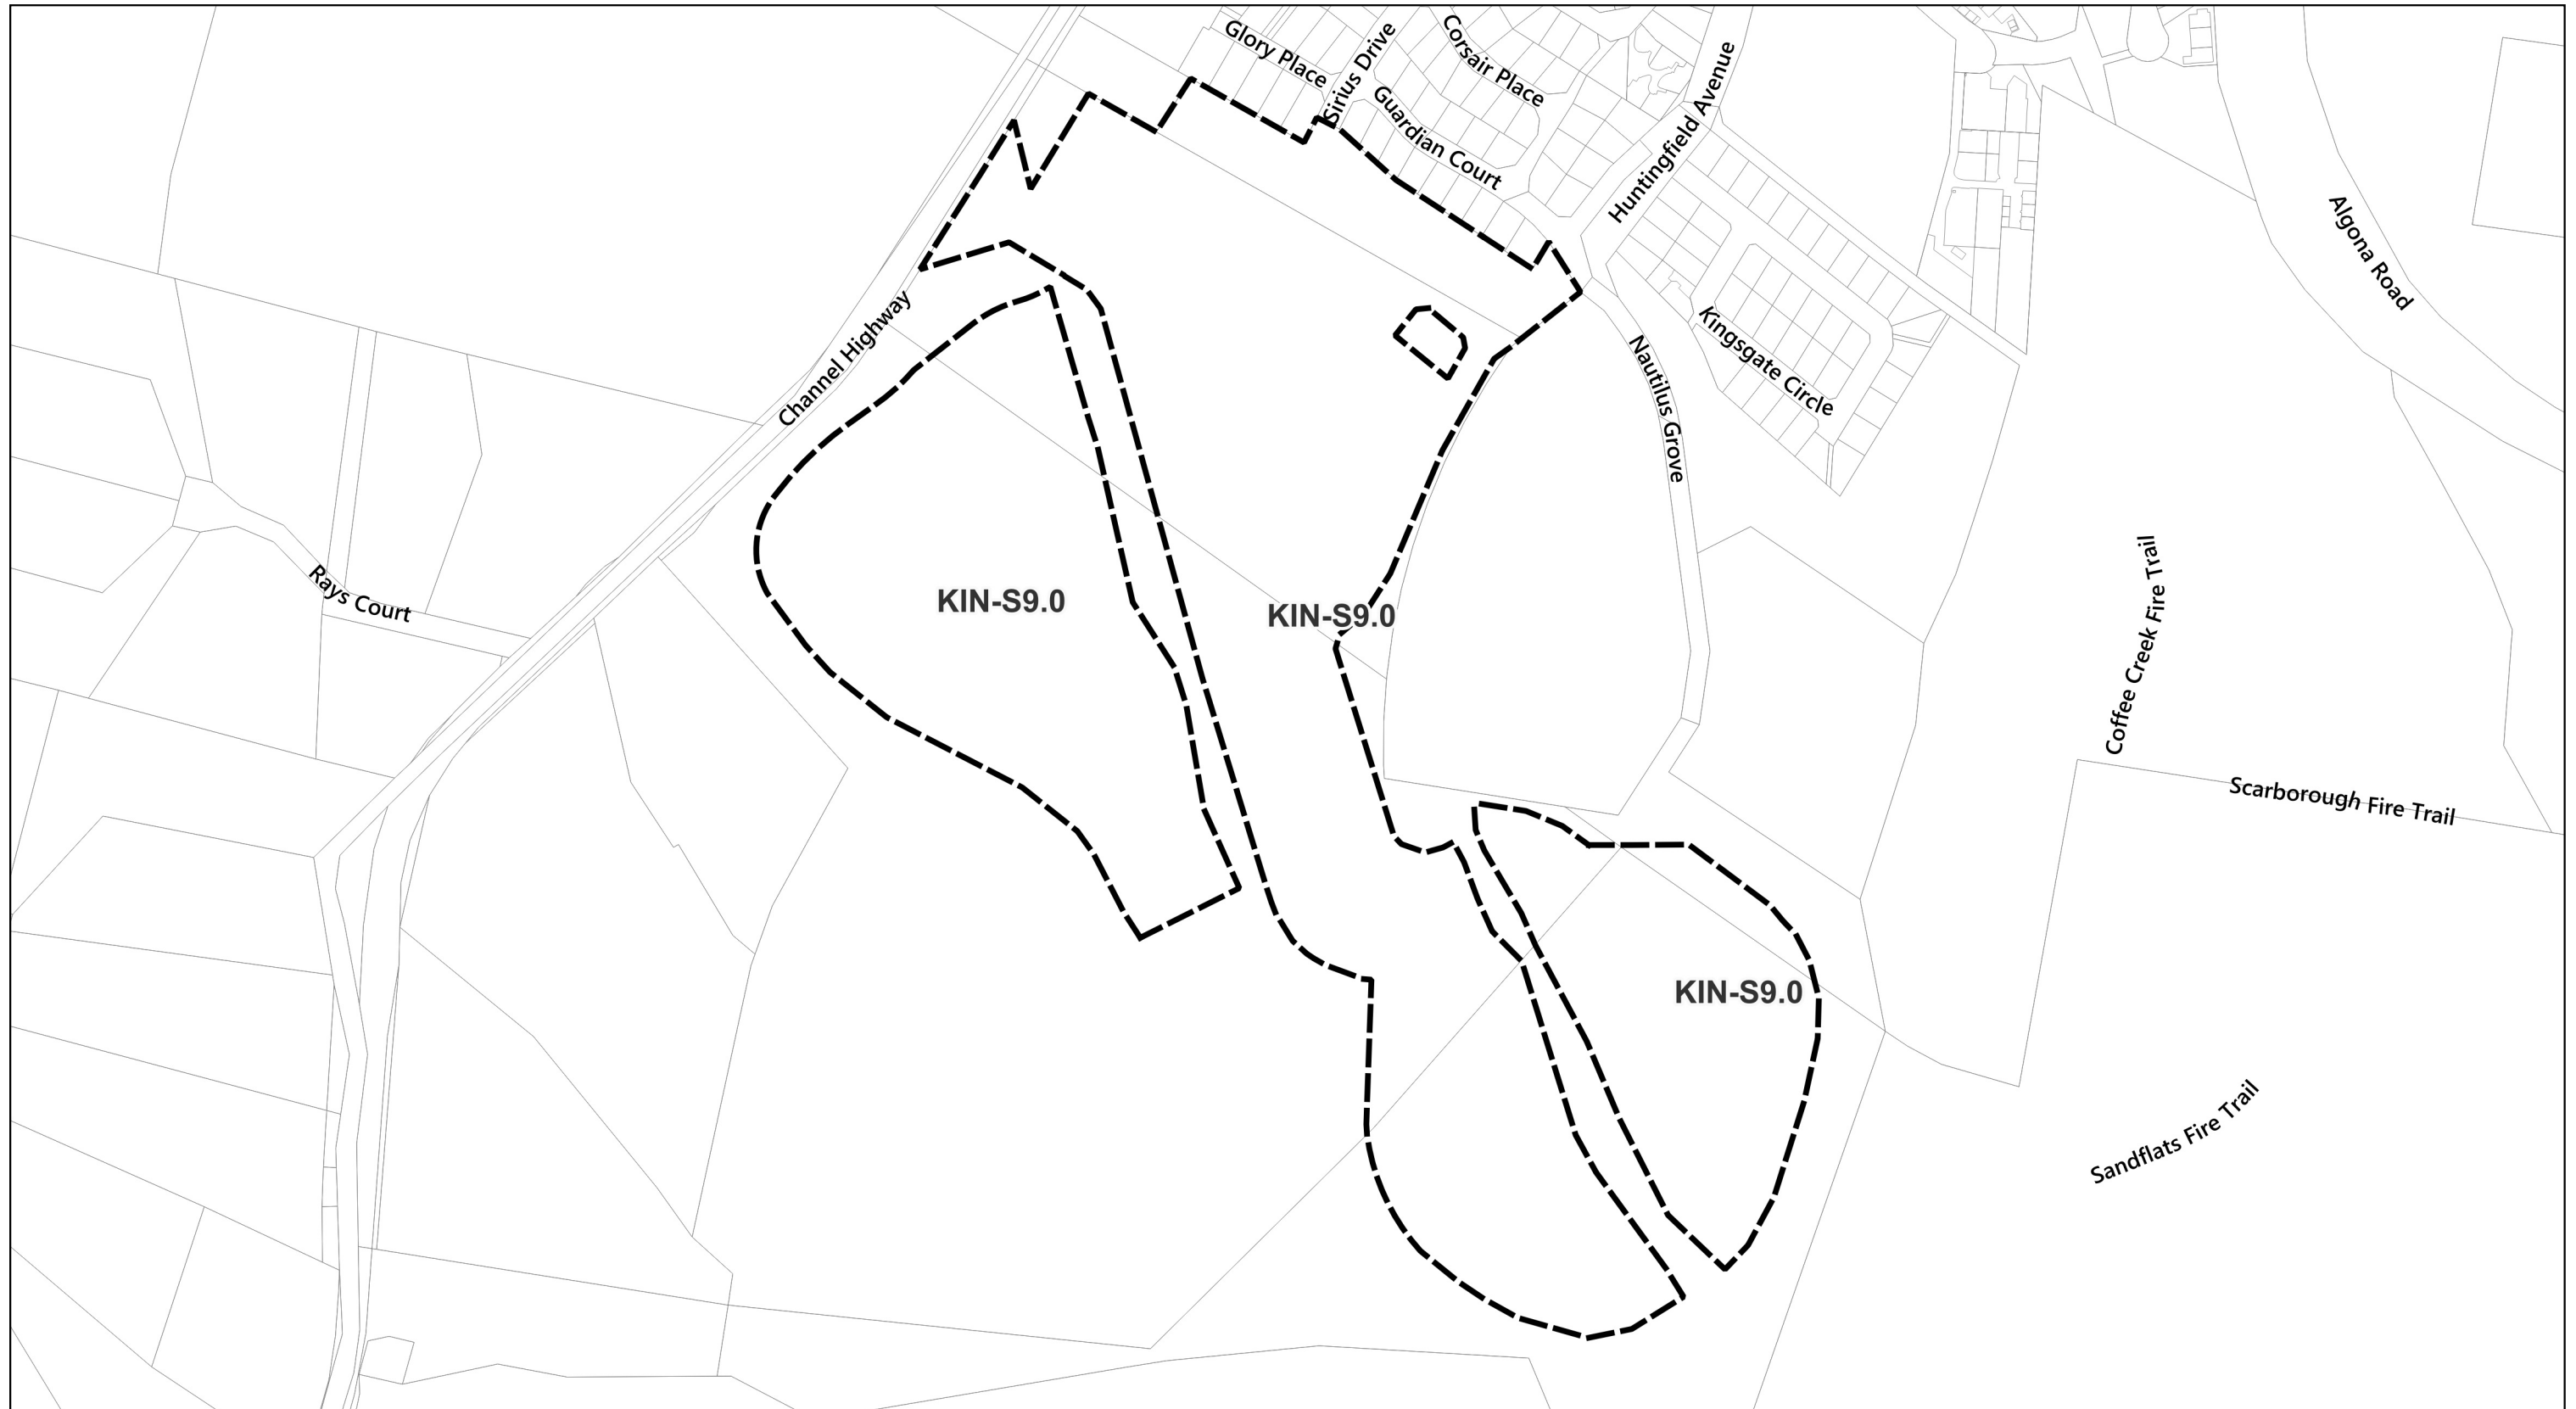 Glory Place
Sirius Drive
Corsair Place
Guardian Court
Huntingfield Avenue
Algona Road
Channel Highway
Nautilus Grove
Kingsgate Circle
Rays Court
KIN-S9.0
KIN-S9.0
Coffee Creek Fire Trail
Scarborough Fire Trail
KIN-S9.0
Sandflats Fire Trail